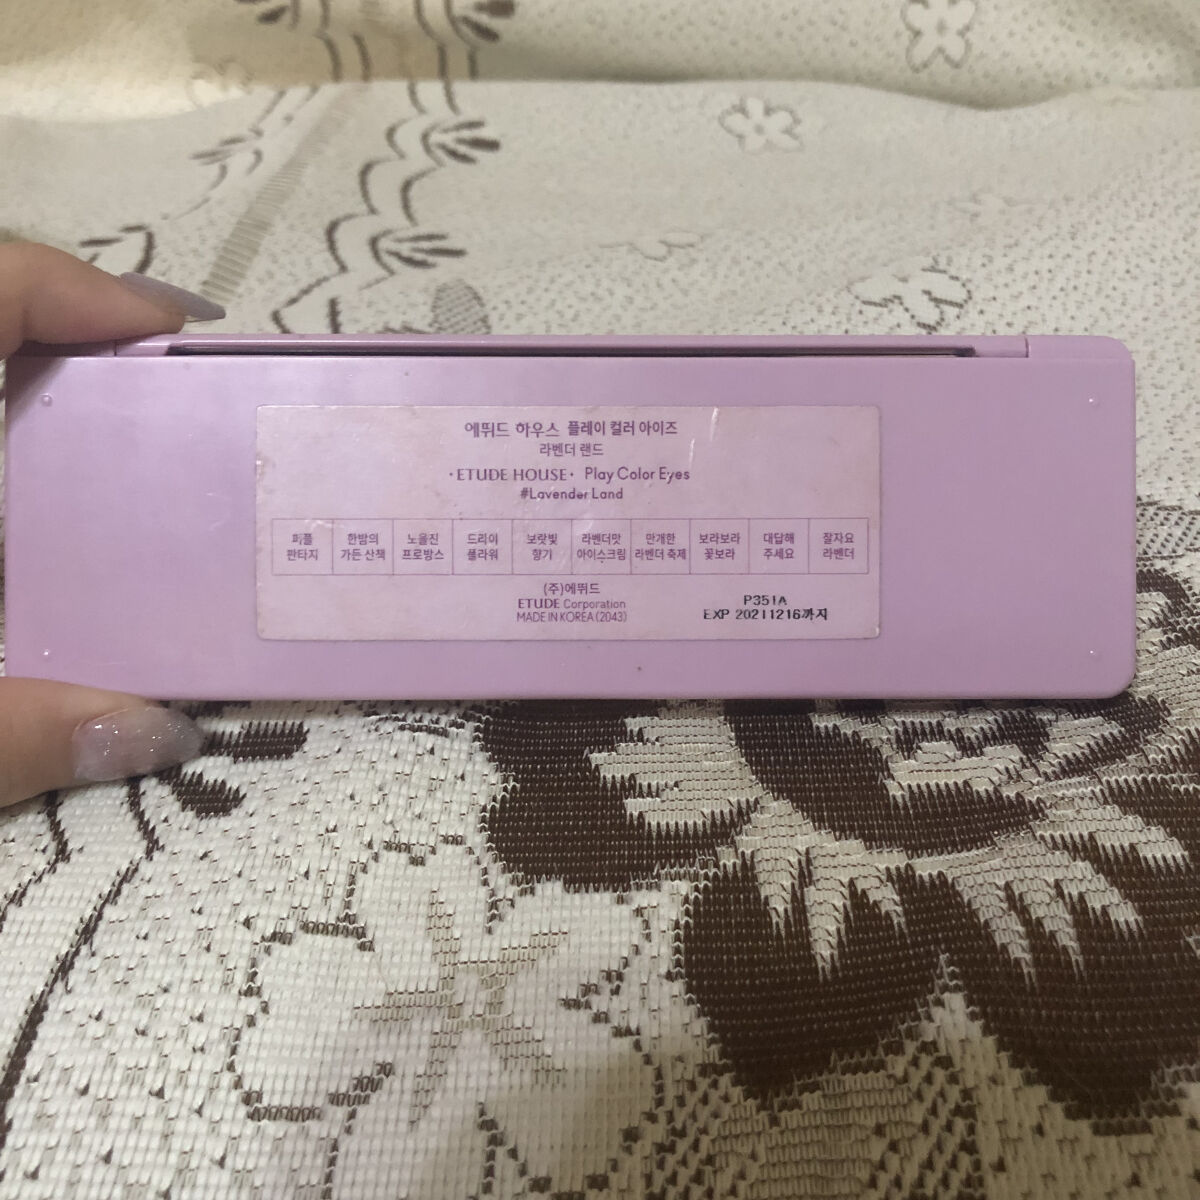 에뛰드 하우스 플레이 컬러 아이즈
라벤더 랜드
·ETUDE HOUSE· Play Color Eyes
#Lavender Land
퍼플 판타지
한밤의 가든 산책
노을진 프로방스
드라이 플라워
보랏빛 향기
라벤더맛 아이스크림
만개한 라벤더 축제
보라보라 꽃보라
대답해 주세요
잘자요 라벤더
(주)에뛰드
ETUDE Corporation
MADE IN KOREA (2043)
P351A
EXP 20211216까지